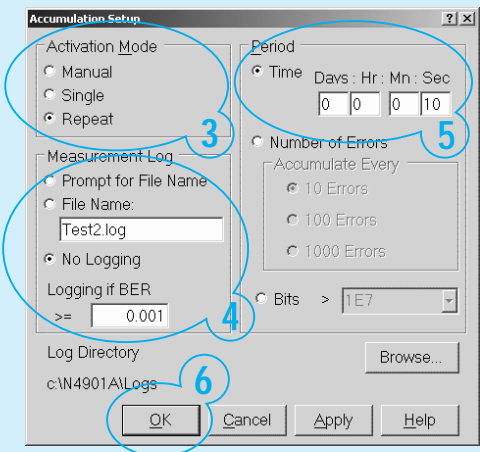 Accumulation Setup
Activation Mode
Manual
Single
Repeat
3
Measurement Log
Prompt for File Name
File Name:
Test2.log
No Logging
Logging if BER
>= 0.001
4
Log Directory
c:\N4901A\Logs
Period
Time
Days : Hr : Mn : Sec
0 0 0 10
5
Number of Errors
Accumulate Every
10 Errors
100 Errors
1000 Errors
Bits > 1E7
Browse...
6
OK Cancel Apply Help